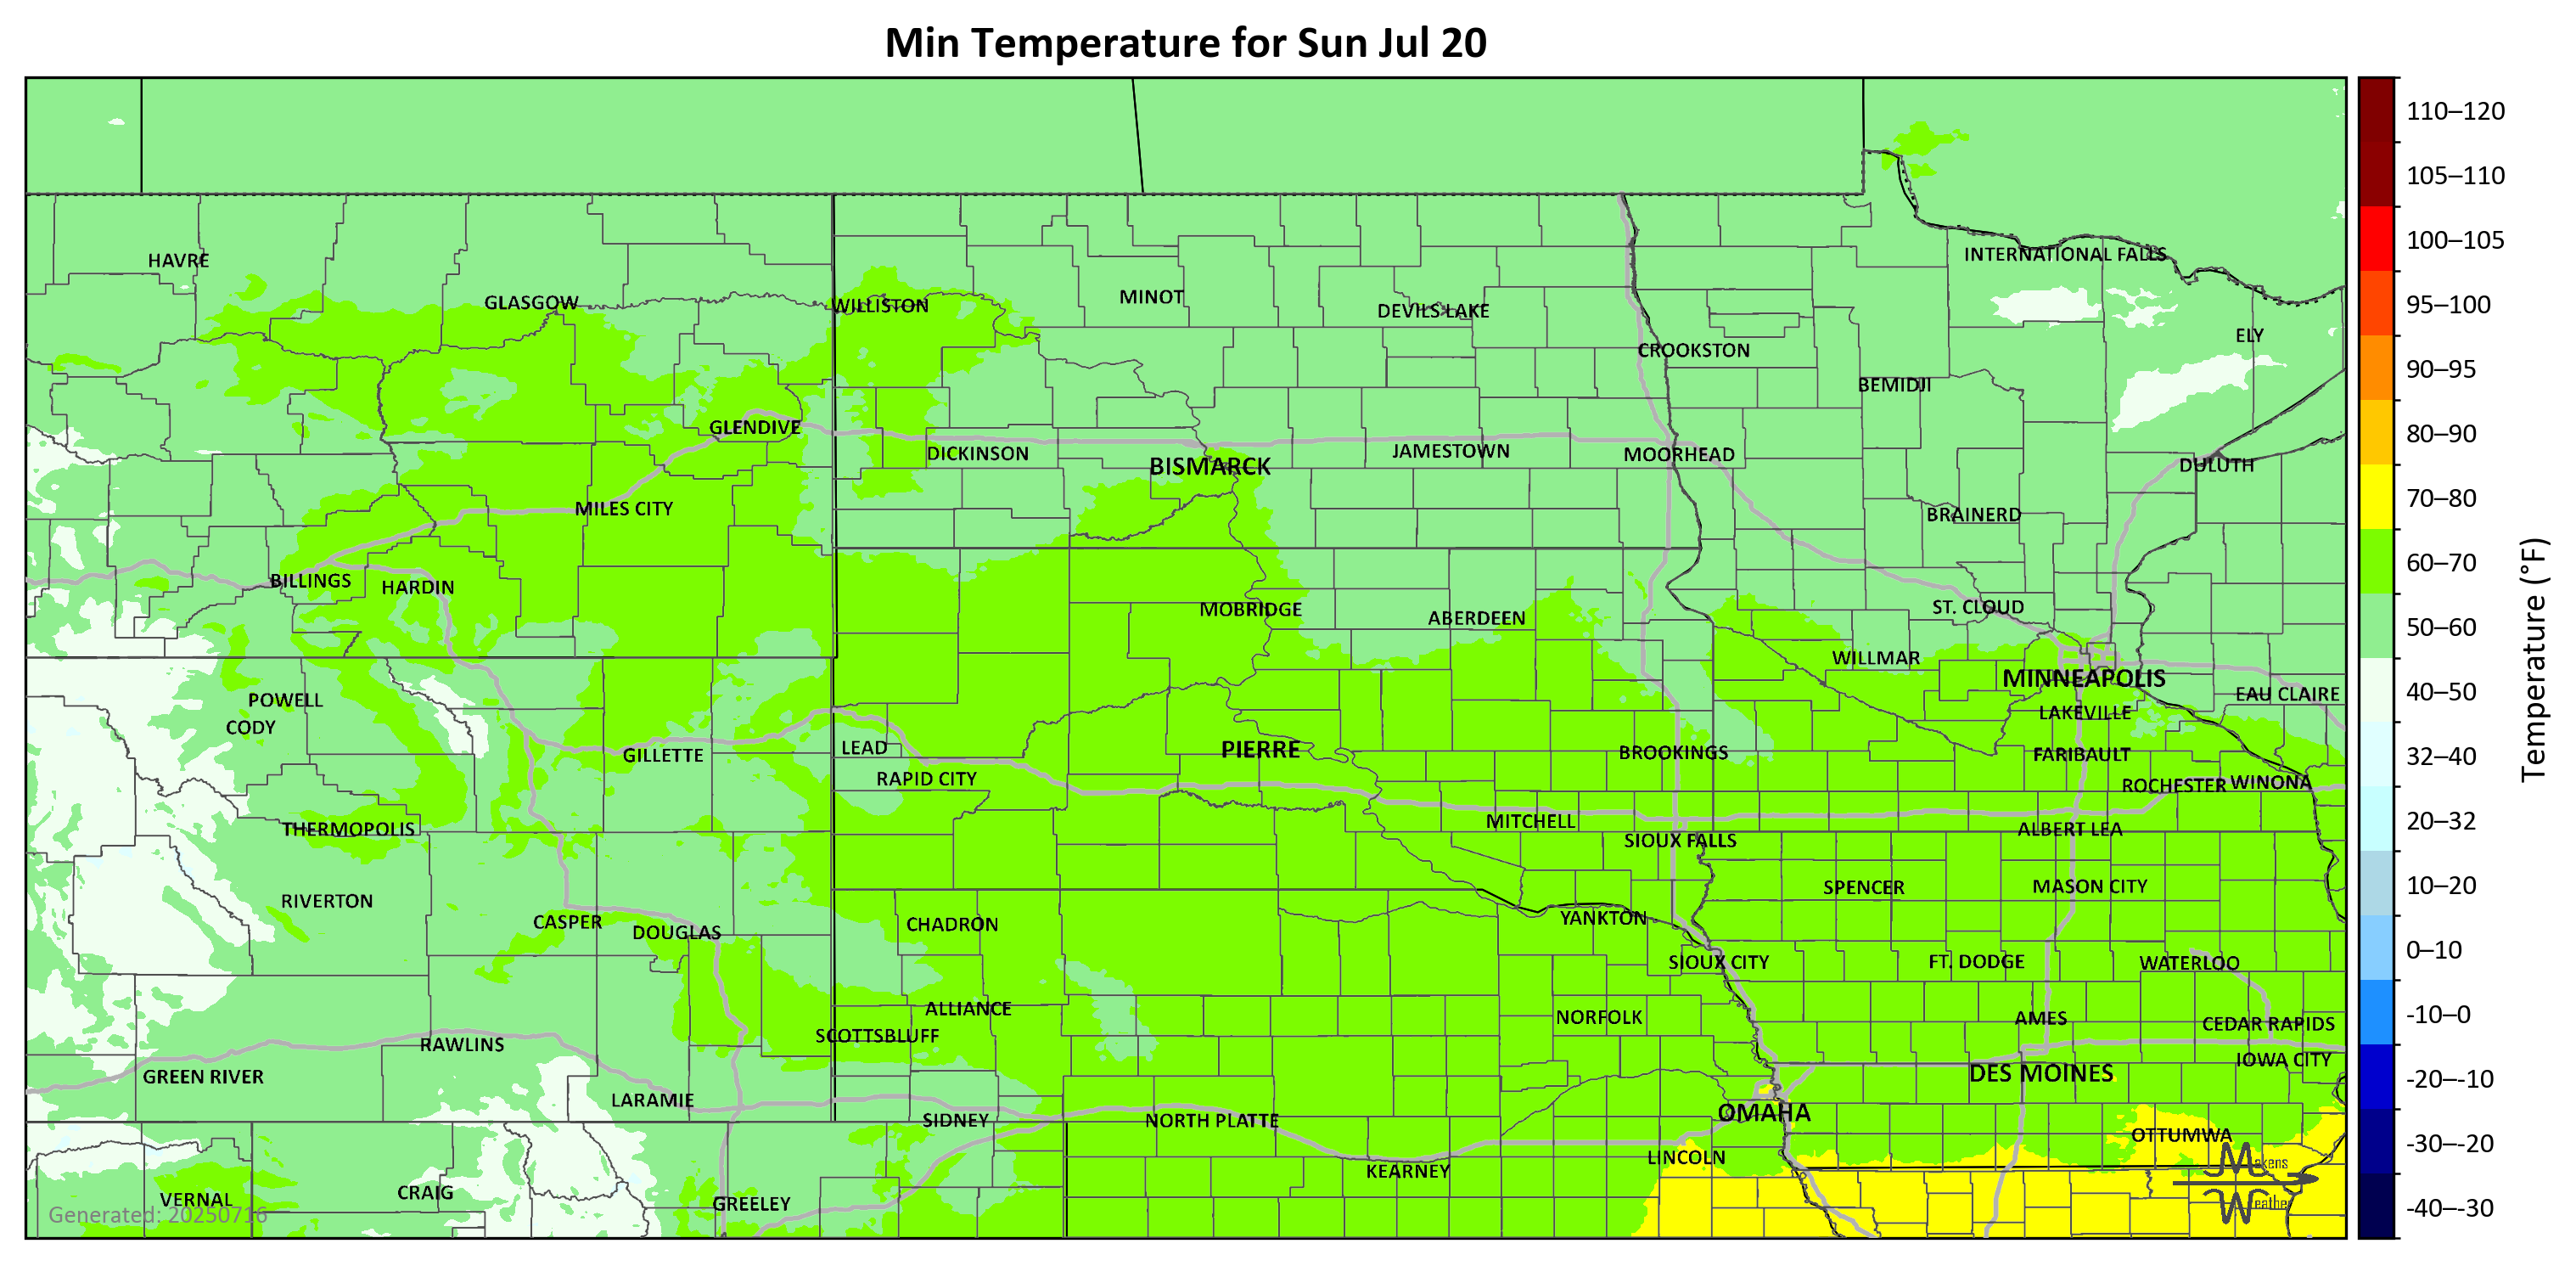 Min Temperature for Sun Jul 20
110–120
105–110
100–105
95–100
90–95
80–90
70–80
60–70
50–60
40–50
32–40
20–32
10–20
0–10
-10–0
-20–-10
-30–-20
-40–-30
Temperature (°F)
HAVRE
INTERNATIONAL FALLS
GLASGOW
WILLISTON
MINOT
DEVILS LAKE
ELY
CROOKSTON
BEMIDJI
GLENDIVE
DICKINSON
BISMARCK
JAMESTOWN
MOORHEAD
DULUTH
MILES CITY
BRAINERD
BILLINGS
HARDIN
MOBRIDGE
ABERDEEN
ST. CLOUD
WILLMAR
MINNEAPOLIS
EAU CLAIRE
POWELL
CODY
LAKEVILLE
GILLETTE
LEAD
PIERRE
BROOKINGS
FARIBAULT
RAPID CITY
ROCHESTER
WINONA
THERMOPOLIS
MITCHELL
SIOUX FALLS
ALBERT LEA
SPENCER
MASON CITY
RIVERTON
CASPER
DOUGLAS
CHADRON
YANKTON
SIOUX CITY
FT. DODGE
WATERLOO
ALLIANCE
NORFOLK
AMES
CEDAR RAPIDS
SCOTTSBLUFF
RAWLINS
IOWA CITY
GREEN RIVER
DES MOINES
LARAMIE
SIDNEY
NORTH PLATTE
OMAHA
OTTUMWA
LINCOLN
KEARNEY
VERNAL
CRAIG
GREELEY
Makens
Weather
Generated: 20250716